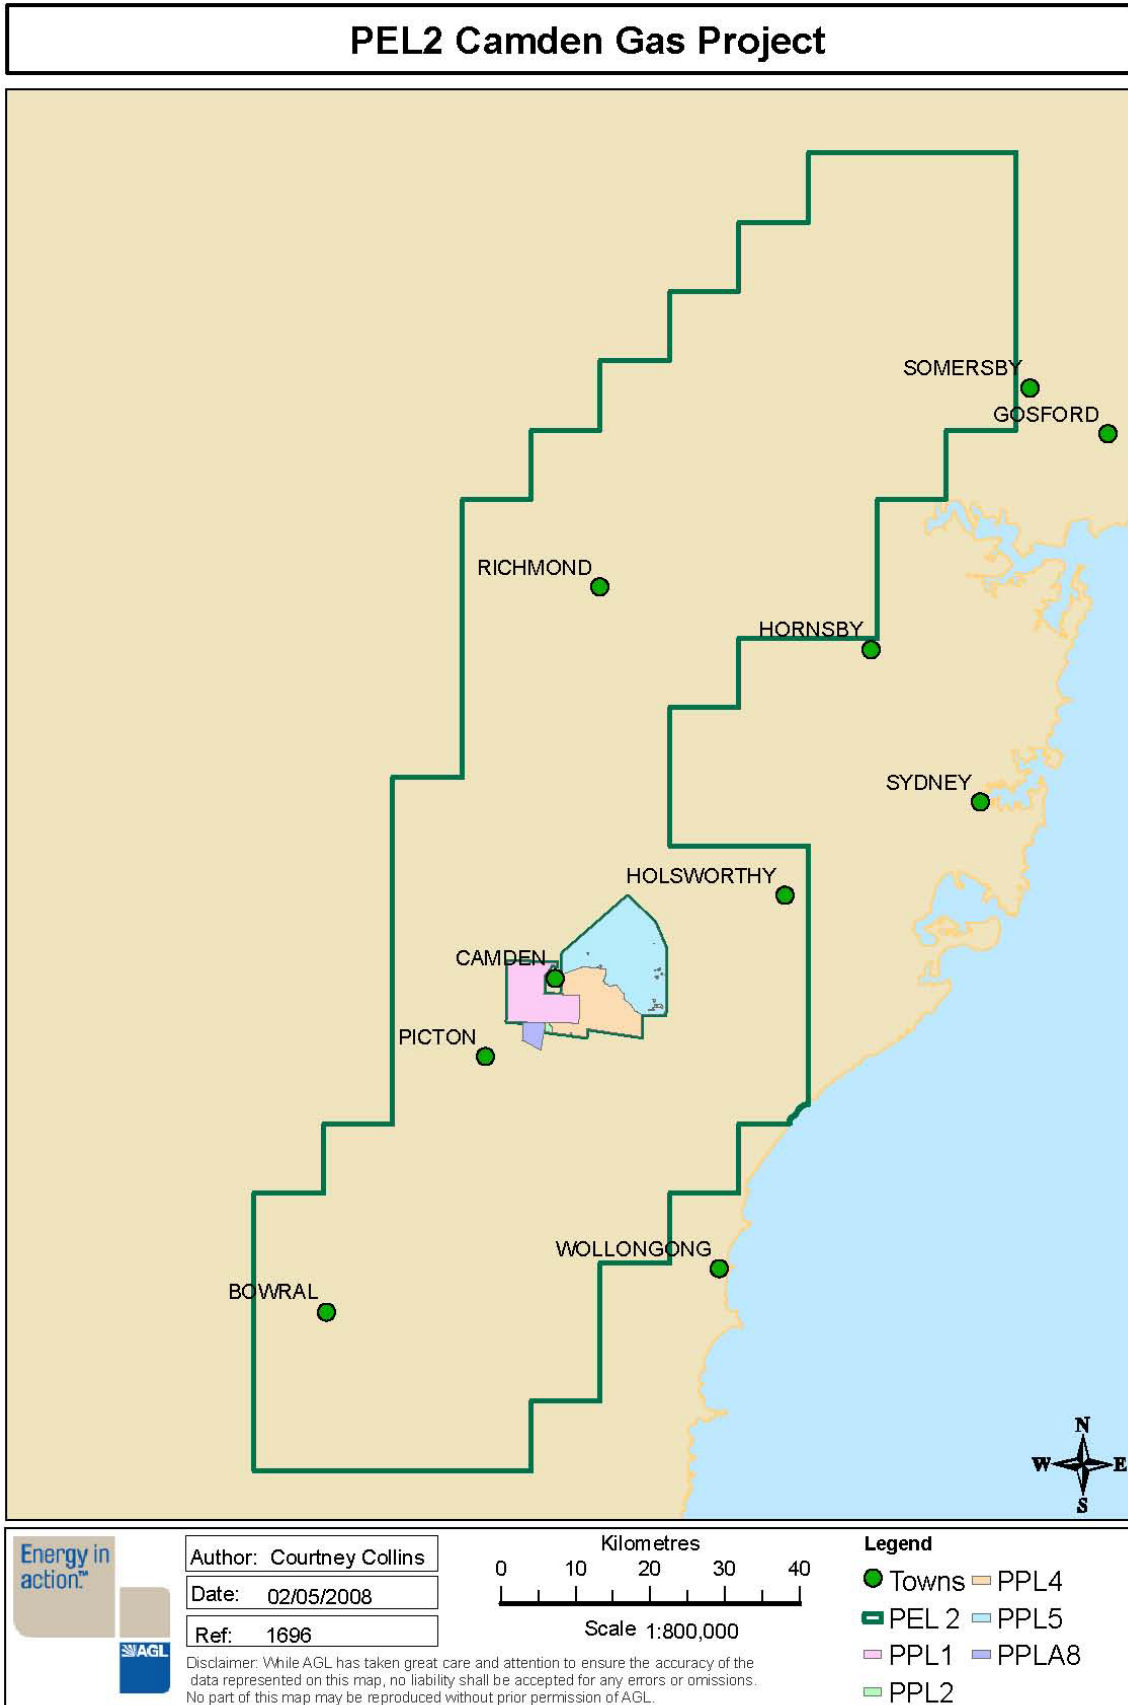 PEL2 Camden Gas Project
SOMERSBY
GOSFORD
RICHMOND
HORNSBY
SYDNEY
HOLSWORTHY
CAMDEN
PICTON
WOLLONGONG
BOWRAL
N
W E
S
Energy in
action.™
AGL
Author: Courtney Collins
Date: 02/05/2008
Ref: 1696
Kilometres
0 10 20 30 40
Scale 1:800,000
Disclaimer: While AGL has taken great care and attention to ensure the accuracy of the
data represented on this map, no liability shall be accepted for any errors or omissions.
No part of this map may be reproduced without prior permission of AGL.
Legend
Towns PPL4
PEL 2 PPL5
PPL1 PPLA8
PPL2